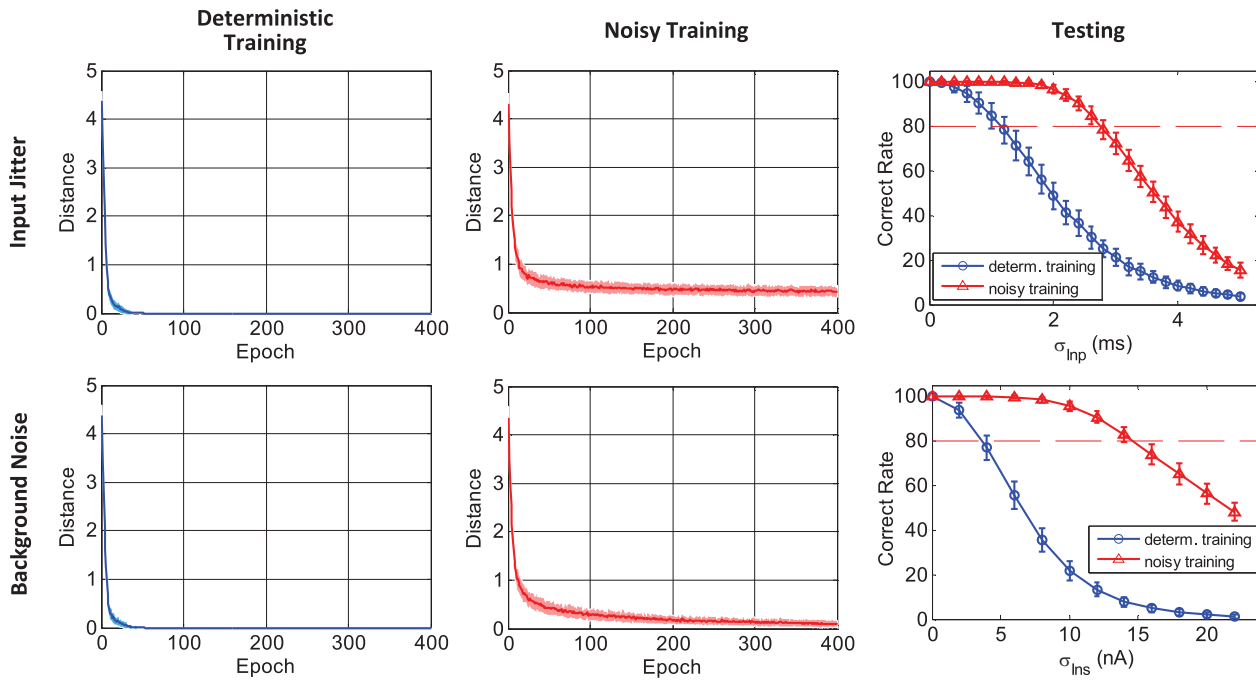 Deterministic
Training
Noisy Training
Testing
Input Jitter
5
4
3
2
1
0
Distance
0
100
200
300
400
Epoch
5
4
3
2
1
0
Distance
0
100
200
300
400
Epoch
100
80
60
40
20
0
Correct Rate
determ. training
noisy training
0
2
4
σInp (ms)
Background Noise
5
4
3
2
1
0
Distance
0
100
200
300
400
Epoch
5
4
3
2
1
0
Distance
0
100
200
300
400
Epoch
100
80
60
40
20
0
Correct Rate
determ. training
noisy training
0
5
10
15
20
σIns (nA)